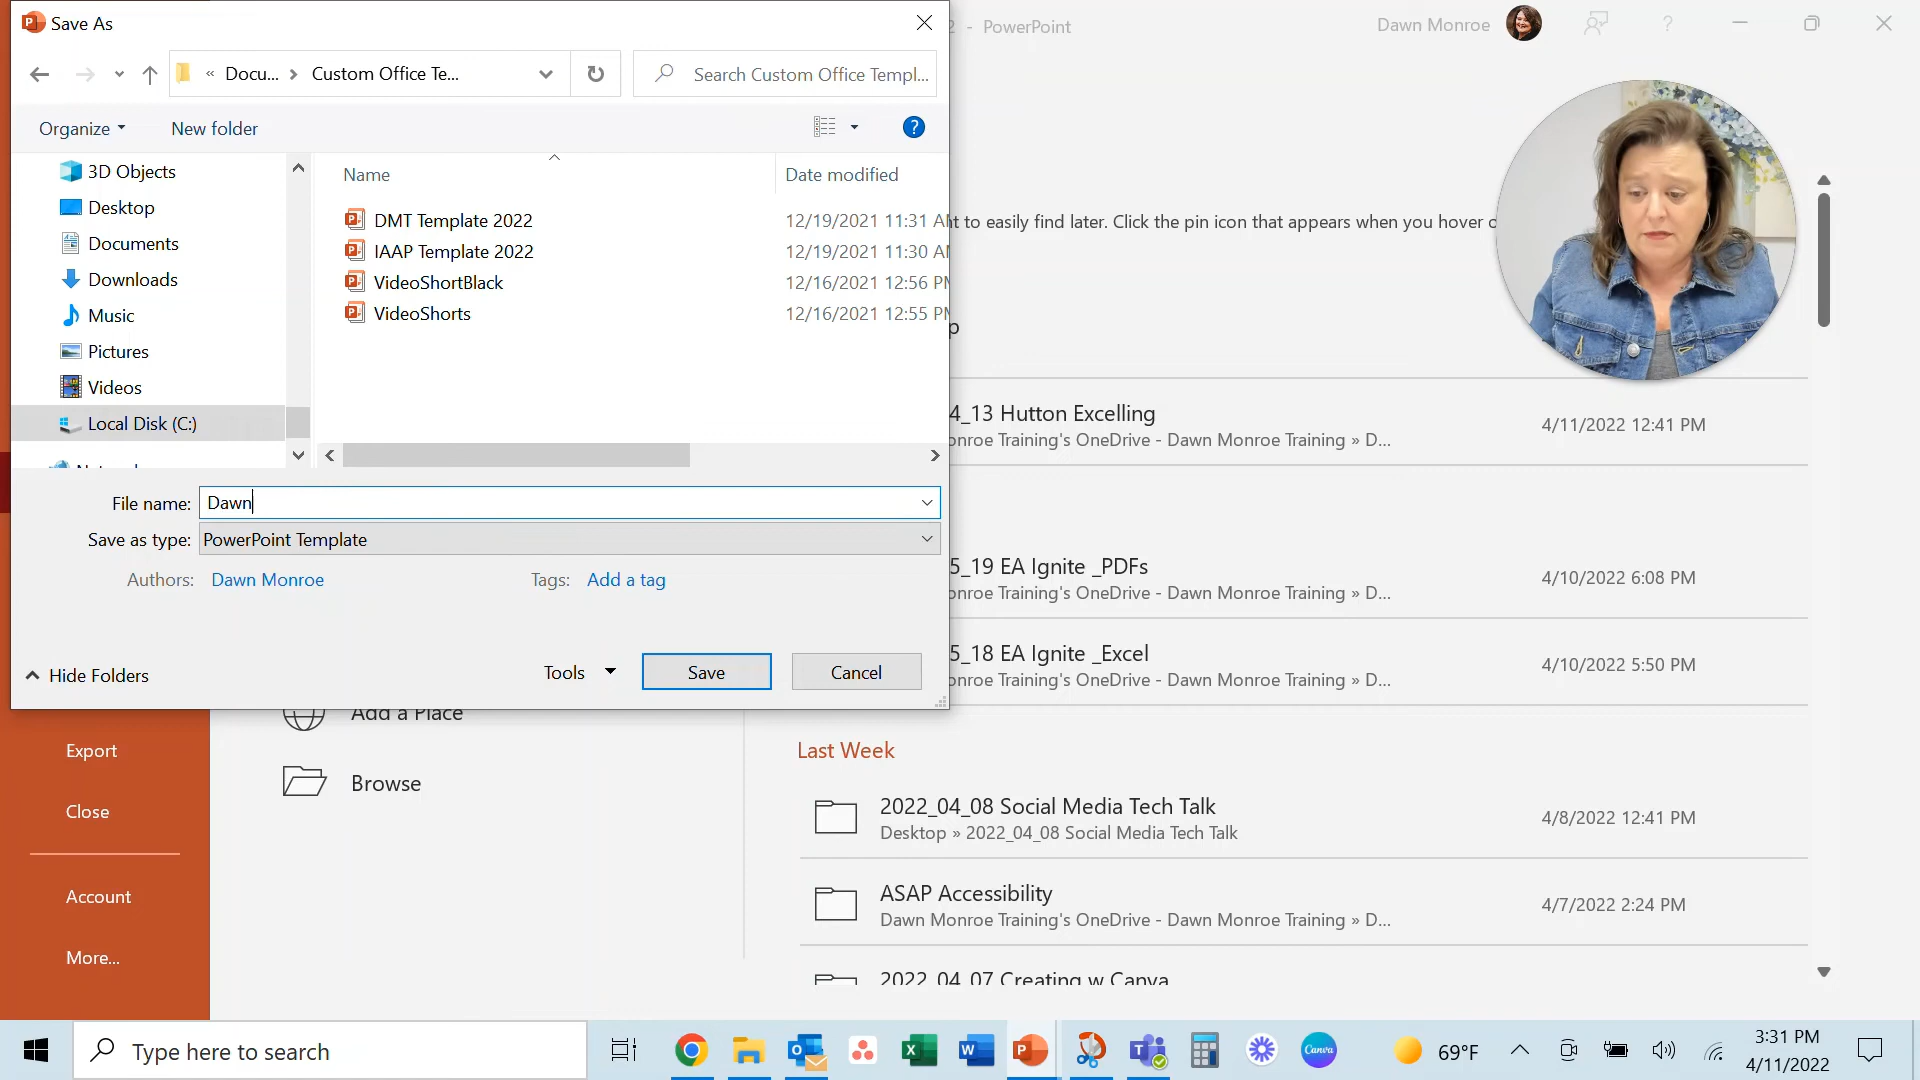 Save As
2 - PowerPoint
Dawn Monroe
?
« Docu... > Custom Office Te...
Search Custom Office Templ...
Organize
New folder
?
3D Objects
Desktop
Documents
Downloads
Music
Pictures
Videos
Local Disk (C:)
Name
Date modified
DMT Template 2022
12/19/2021 11:31 AM
IAAP Template 2022
12/19/2021 11:30 AM
VideoShortBlack
12/16/2021 12:56 PM
VideoShorts
12/16/2021 12:55 PM
File name: Dawn
Save as type: PowerPoint Template
Authors: Dawn Monroe
Tags: Add a tag
Hide Folders
Tools
Save
Cancel
t to easily find later. Click the pin icon that appears when you hover o
p
4_13 Hutton Excelling
onroe Training's OneDrive - Dawn Monroe Training » D...
4/11/2022 12:41 PM
5_19 EA Ignite _PDFs
onroe Training's OneDrive - Dawn Monroe Training » D...
4/10/2022 6:08 PM
5_18 EA Ignite _Excel
onroe Training's OneDrive - Dawn Monroe Training » D...
4/10/2022 5:50 PM
Last Week
2022_04_08 Social Media Tech Talk
Desktop » 2022_04_08 Social Media Tech Talk
4/8/2022 12:41 PM
ASAP Accessibility
Dawn Monroe Training's OneDrive - Dawn Monroe Training » D...
4/7/2022 2:24 PM
2022_04_07 Creating w Canva
Add a Place
Browse
Export
Close
Account
More...
Type here to search
Canva
69°F
3:31 PM
4/11/2022